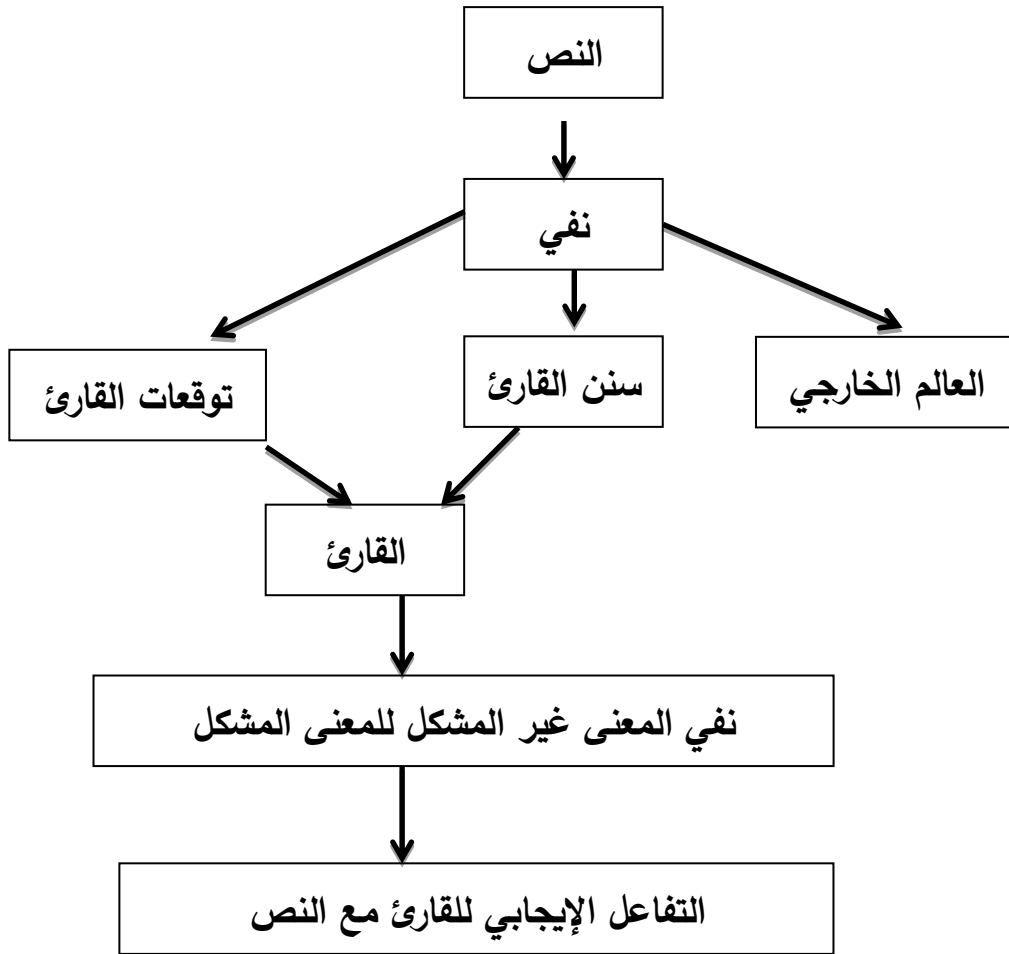 النص
نفي
العالم الخارجي
سنن القارئ
توقعات القارئ
القارئ
نفي المعنى غير المشكل للمعنى المشكل
التفاعل الإيجابي للقارئ مع النص